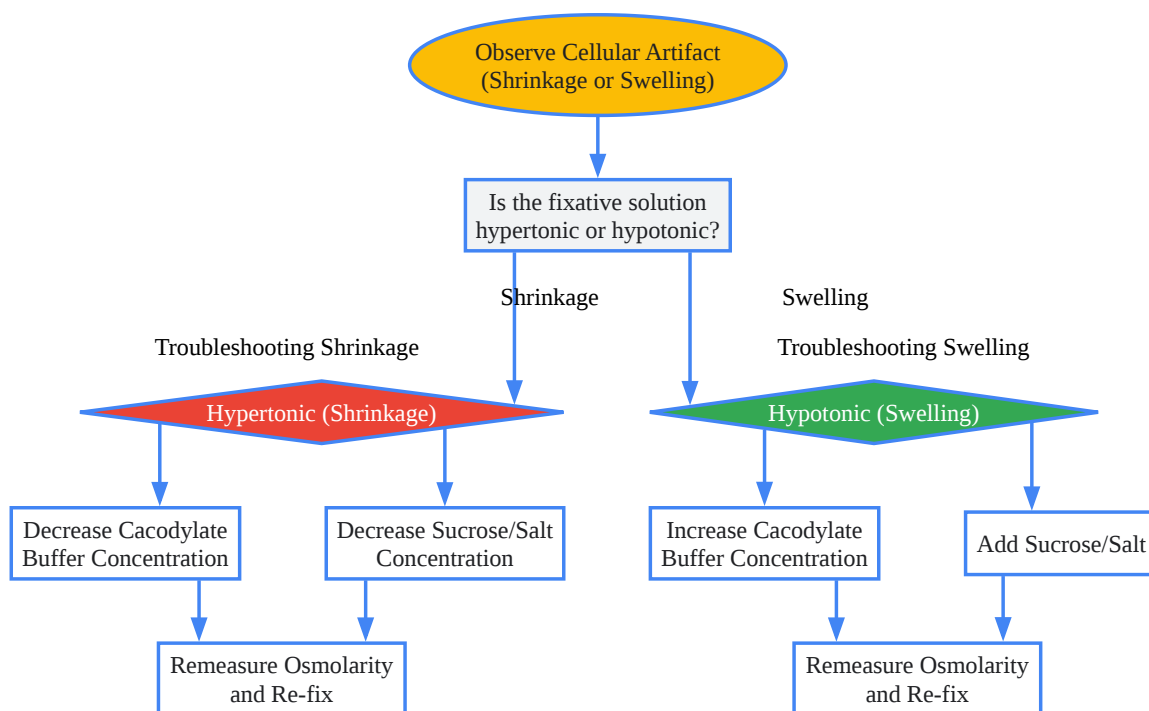 Observe Cellular Artifact
(Shrinkage or Swelling)
Is the fixative solution
hypertonic or hypotonic?
Shrinkage
Swelling
Troubleshooting Shrinkage
Troubleshooting Swelling
Hypertonic (Shrinkage)
Hypotonic (Swelling)
Decrease Cacodylate
Buffer Concentration
Decrease Sucrose/Salt
Concentration
Increase Cacodylate
Buffer Concentration
Add Sucrose/Salt
Remeasure Osmolarity
and Re-fix
Remeasure Osmolarity
and Re-fix